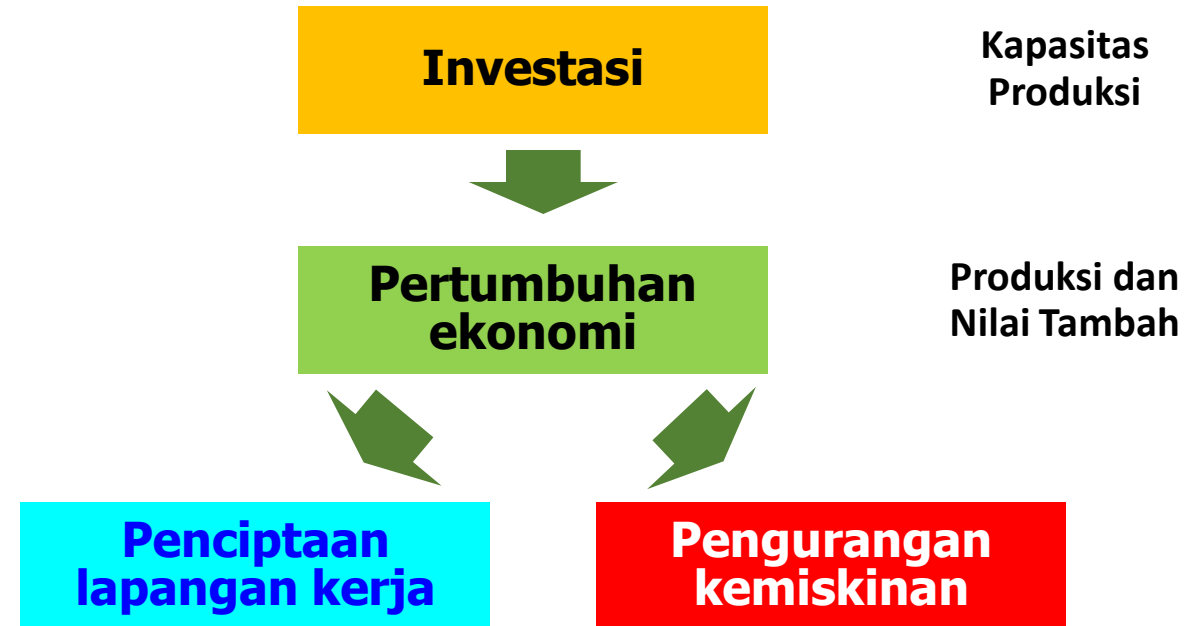 Investasi
Kapasitas
Produksi
Pertumbuhan
ekonomi
Produksi dan
Nilai Tambah
Penciptaan
lapangan kerja
Pengurangan
kemiskinan